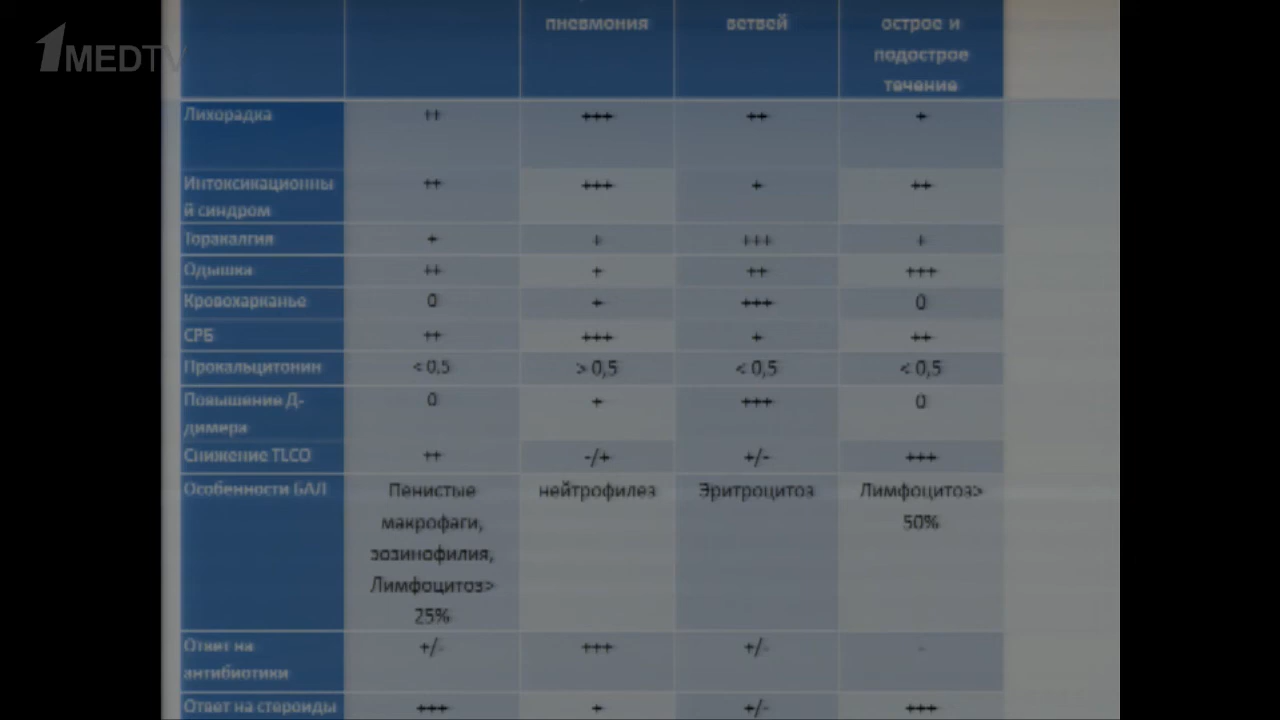 1MEDTV
пневмония ветвей острое и
подострое
течение
Лихорадка ++ +++ ++ +
Интоксикационны ++ +++ + ++
й синдром
Торакалгия + + +++ +
Одышка ++ + ++ +++
Кровохарканье 0 + +++ 0
СРБ ++ +++ + ++
Прокальцитонин < 0,5 > 0,5 < 0,5 < 0,5
Повышение Д- 0 + +++ 0
димера
Снижение TLCO ++ -/+ +/- +++
Особенности БАЛ Пенистые нейтрофилез Эритроцитоз Лимфоцитоз>
макрофаги, 50%
эозинофилия,
Лимфоцитоз>
25%
Ответ на +/- +++ +/- -
антибиотики
Ответ на стероиды +++ + +/- +++